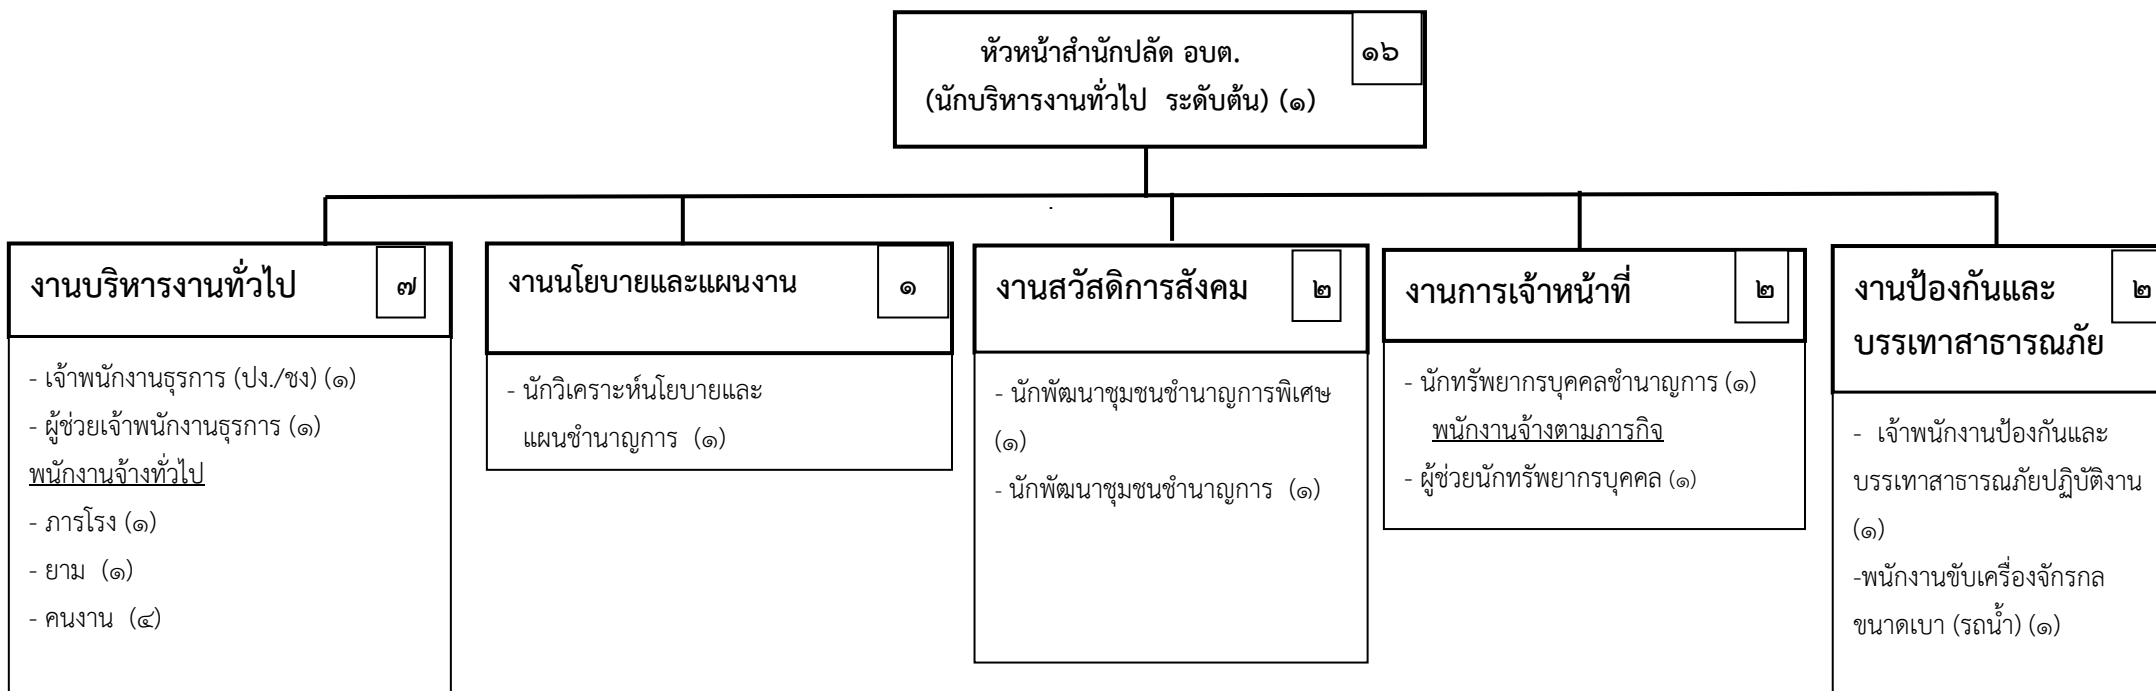 หัวหน้าสำนักปลัด อบต.
๑๖
(นักบริหารงานทั่วไป ระดับต้น) (๑)
งานบริหารงานทั่วไป
๗
- เจ้าพนักงานธุรการ (ปง./ชง) (๑)
- ผู้ช่วยเจ้าพนักงานธุรการ (๑)
พนักงานจ้างทั่วไป
- ภารโรง (๑)
- ยาม (๑)
- คนงาน (๔)
งานนโยบายและแผนงาน
๑
- นักวิเคราะห์นโยบายและ
แผนชำนาญการ (๑)
งานสวัสดิการสังคม
๒
- นักพัฒนาชุมชนชำนาญการพิเศษ
(๑)
- นักพัฒนาชุมชนชำนาญการ (๑)
งานการเจ้าหน้าที่
๒
- นักทรัพยากรบุคคลชำนาญการ (๑)
พนักงานจ้างตามภารกิจ
- ผู้ช่วยนักทรัพยากรบุคคล (๑)
งานป้องกันและ
๒
บรรเทาสาธารณภัย
- เจ้าพนักงานป้องกันและ
บรรเทาสาธารณภัยปฏิบัติงาน
(๑)
-พนักงานขับเครื่องจักรกล
ขนาดเบา (รถน้ำ) (๑)